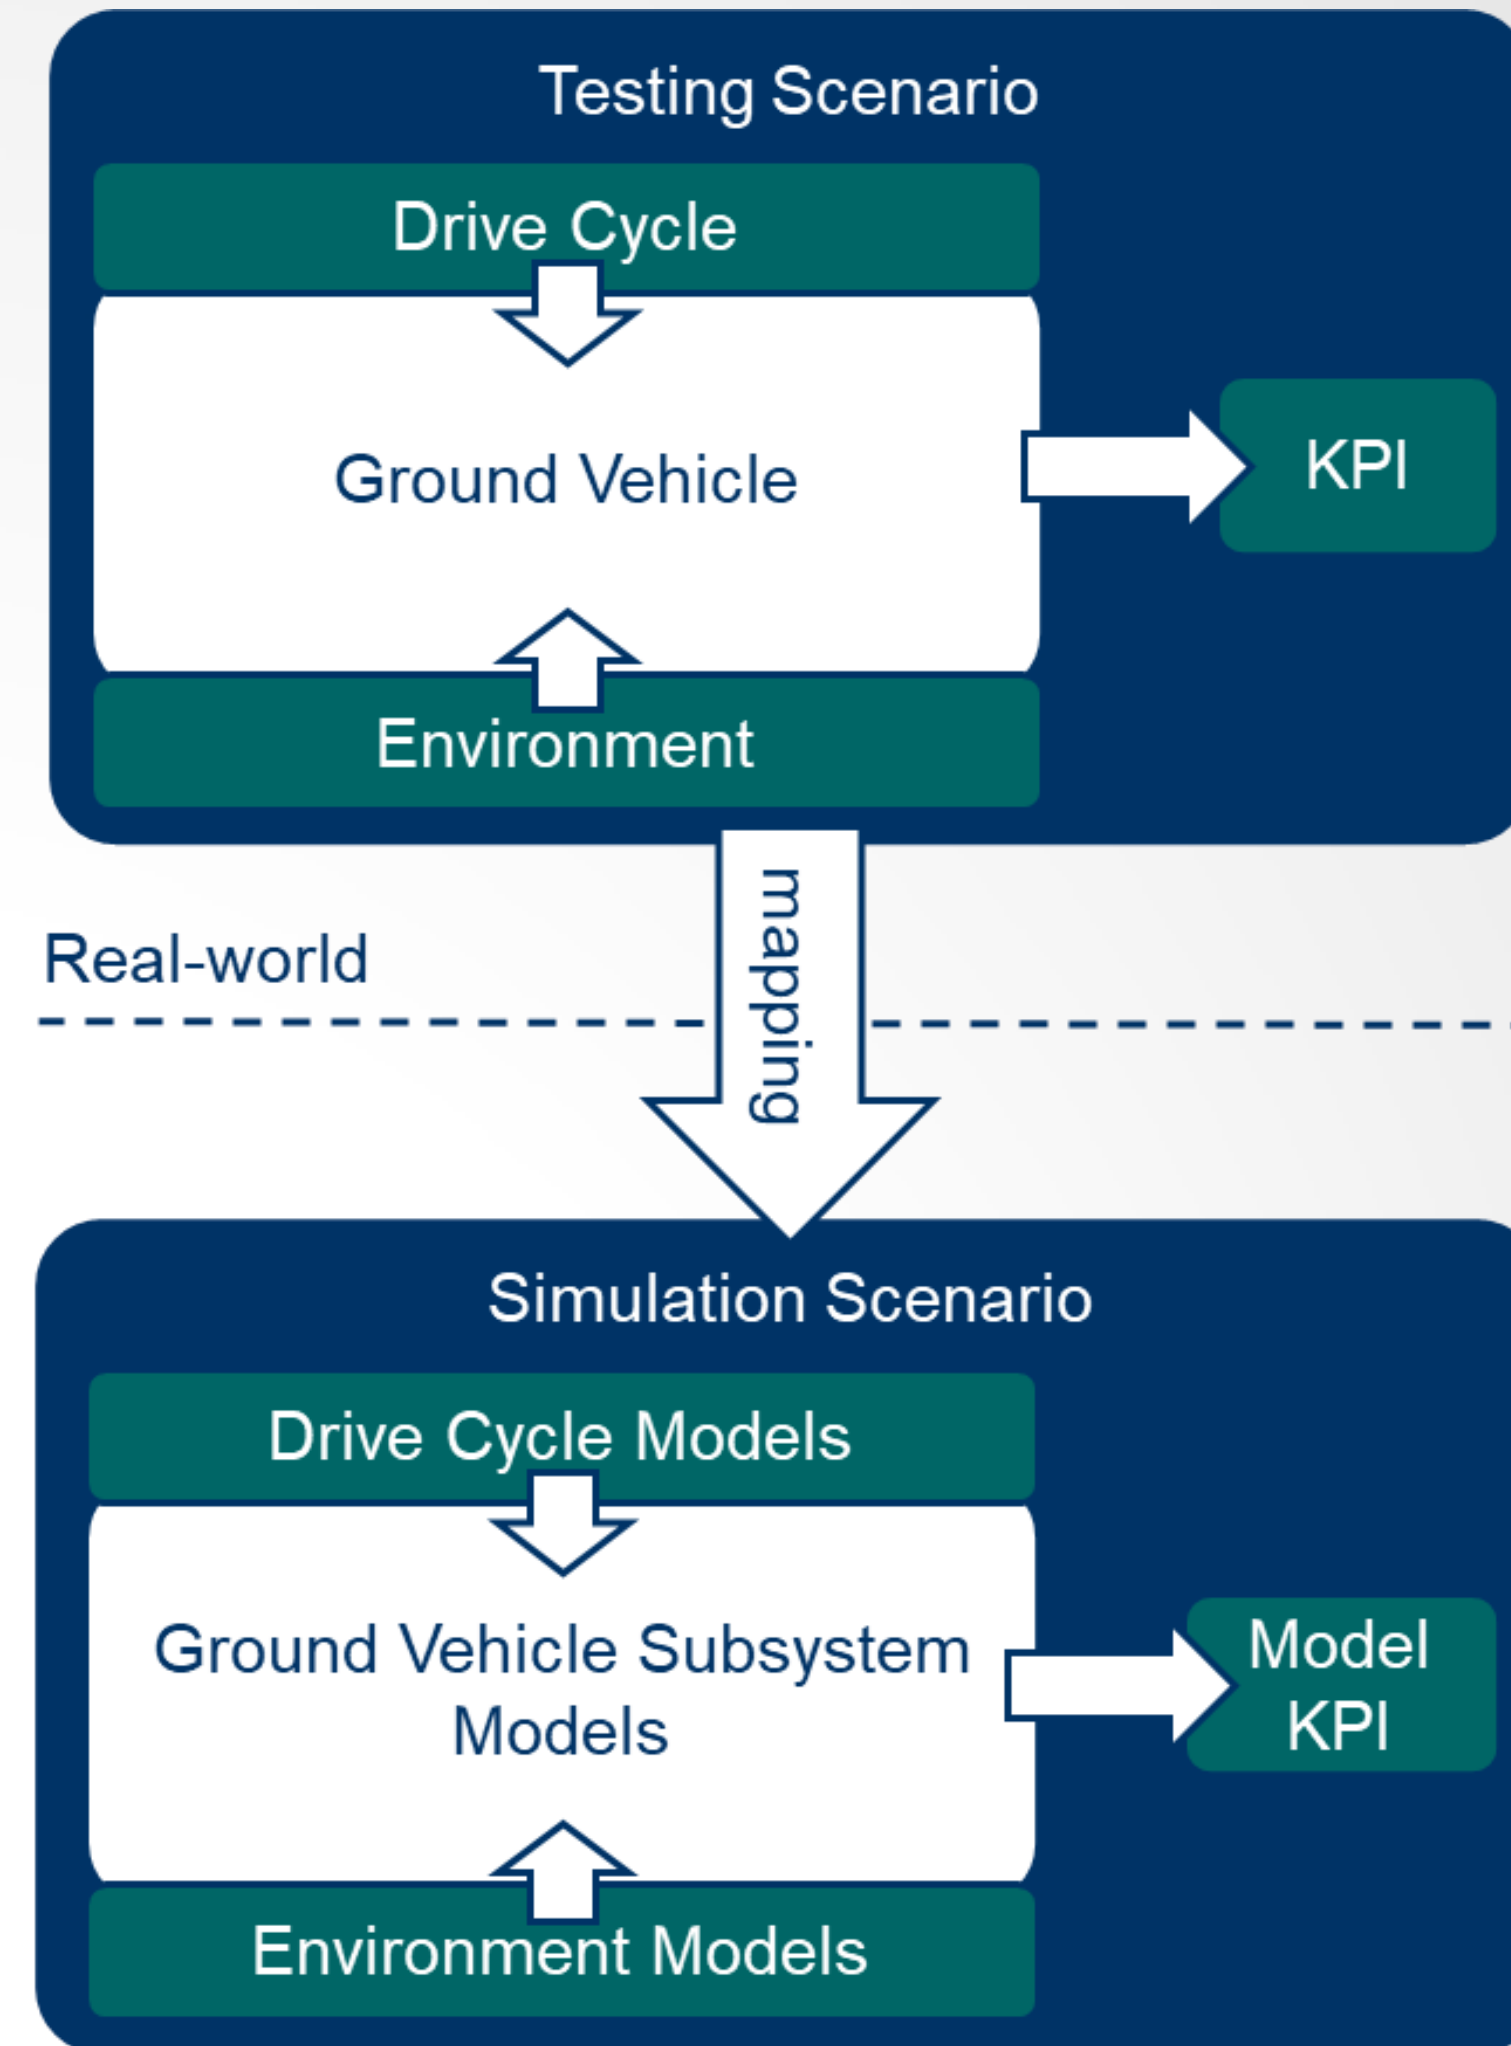 Testing Scenario
Drive Cycle
Ground Vehicle
KPI
Environment
mapping
Real-world
Simulation Scenario
Drive Cycle Models
Ground Vehicle Subsystem
Models
Model
KPI
Environment Models